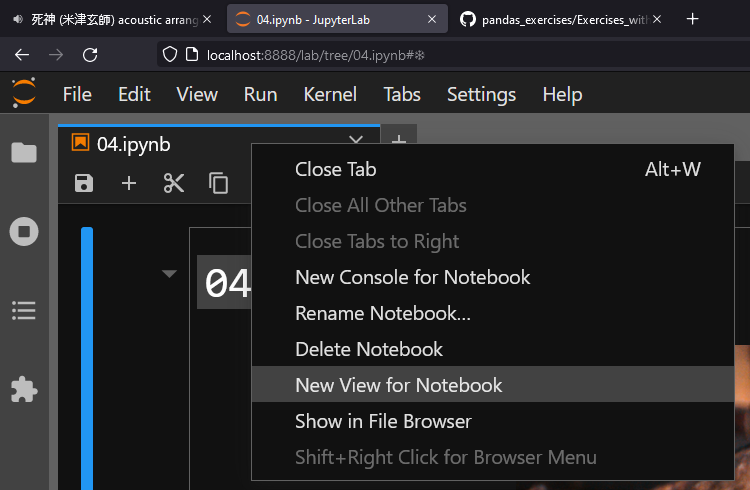 死神 (米津玄師) acoustic arrang
04.ipynb - JupyterLab
pandas_exercises/Exercises_with
localhost:8888/lab/tree/04.ipynb#❄
File Edit View Run Kernel Tabs Settings Help
04.ipynb
Close Tab Alt+W
Close All Other Tabs
Close Tabs to Right
New Console for Notebook
04
Rename Notebook...
Delete Notebook
New View for Notebook
Show in File Browser
Shift+Right Click for Browser Menu